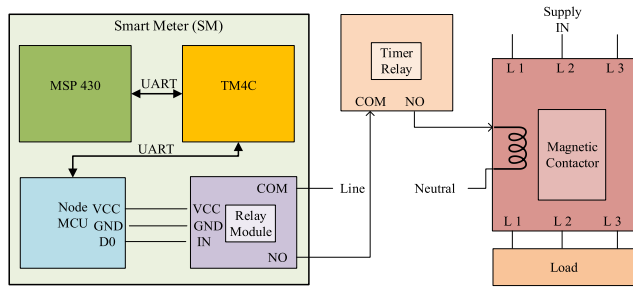 Smart Meter (SM)
MSP 430
UART
TM4C
UART
Node
MCU
VCC
GND
D0
VCC
GND
IN
Relay
Module
COM
NO
Line
Timer
Relay
COM NO
Neutral
Supply
IN
L 1 L 2 L 3
Magnetic
Contactor
L 1 L 2 L 3
Load